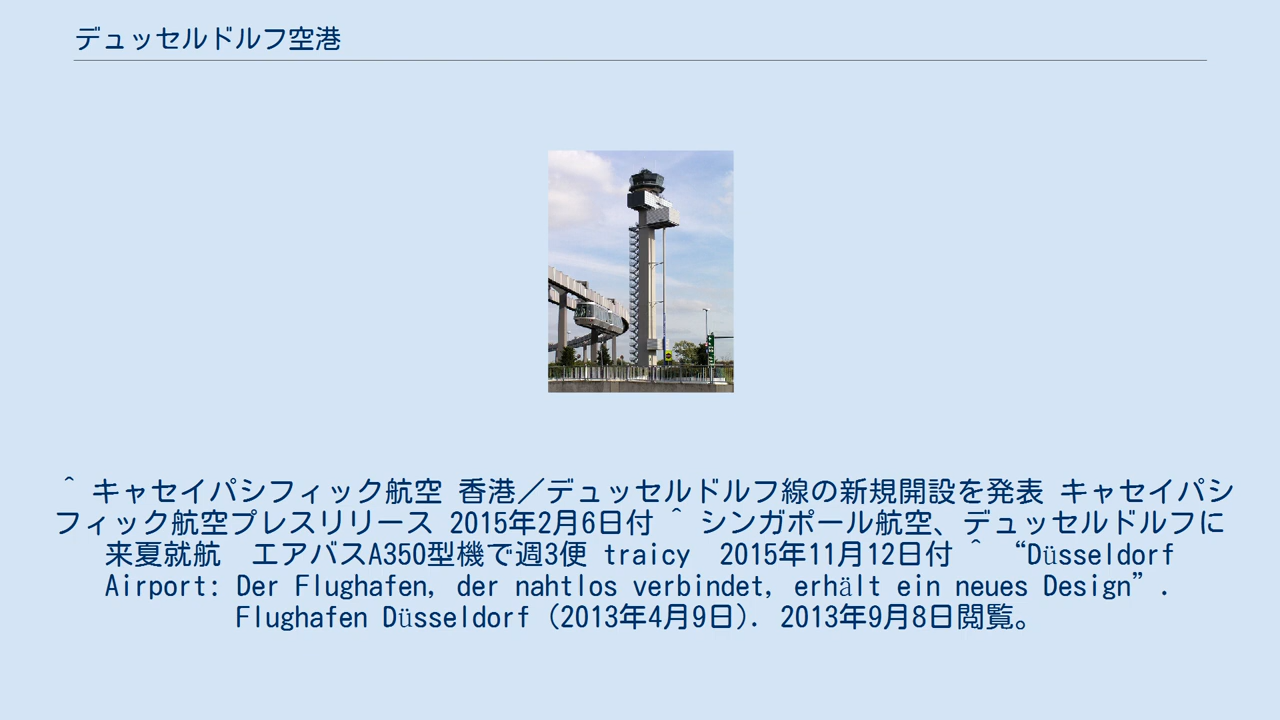 デュッセルドルフ空港
^ キャセイパシフィック航空 香港／デュッセルドルフ線の新規開設を発表 キャセイパシ
フィック航空プレスリリース 2015年2月6日付 ^ シンガポール航空、デュッセルドルフに
来夏就航　エアバスA350型機で週3便 traicy　2015年11月12日付 ^ “Düsseldorf
Airport: Der Flughafen, der nahtlos verbindet, erhält ein neues Design”.
Flughafen Düsseldorf (2013年4月9日). 2013年9月8日閲覧。